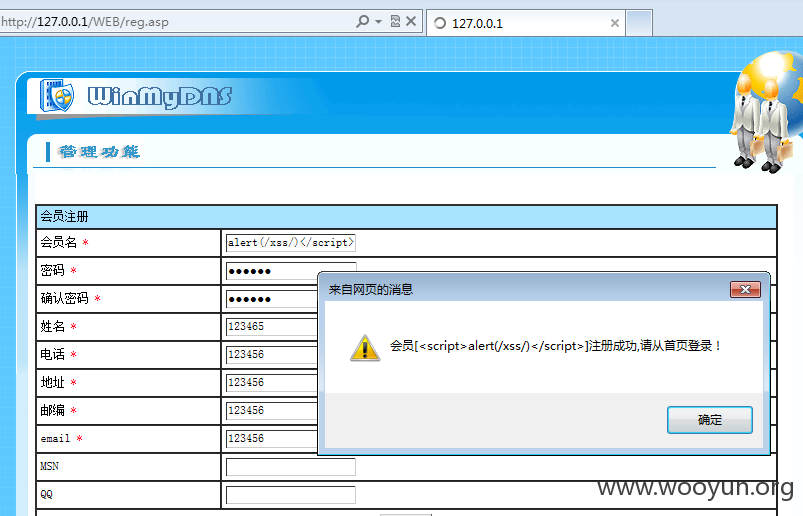 http://127.0.0.1/WEB/reg.asp
127.0.0.1
WinMyDNS
管理功能
会员注册
会员名 * alert(/xss/)</script>
密码 * ●●●●●●
确认密码 * ●●●●●●
来自网页的消息
姓名 * 123465
电话 * 123456
会员[<script>alert(/xss/)</script>]注册成功,请从首页登录！
地址 * 123456
邮编 * 123456
确定
email * 123456
MSN
QQ
www.wooyun.org